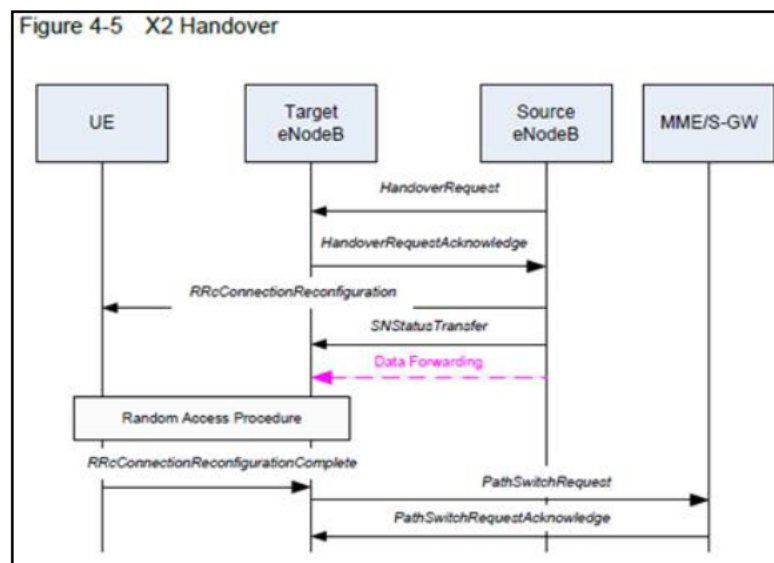 Figure 4-5 X2 Handover
UE
Target
eNodeB
Source
eNodeB
MME/S-GW
HandoverRequest
HandoverRequestAcknowledge
RRcConnectionReconfiguration
SNStatusTransfer
Data Forwarding
Random Access Procedure
RRcConnectionReconfigurationComplete
PathSwitchRequest
PathSwitchRequestAcknowledge